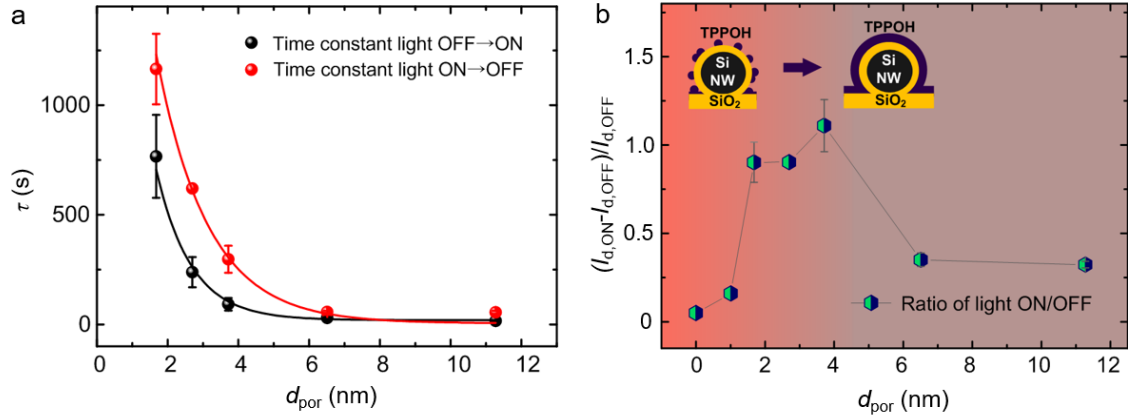 a
Time constant light OFF→ON
Time constant light ON→OFF
1000
500
0
τ (s)
0 2 4 6 8 10 12
d_por (nm)
b
TPPOH
TPPOH
Si
NW
SiO₂
Si
NW
SiO₂
1.5
1.0
0.5
0
(I_d,ON-I_d,OFF)/I_d,OFF
Ratio of light ON/OFF
0 2 4 6 8 10 12
d_por (nm)